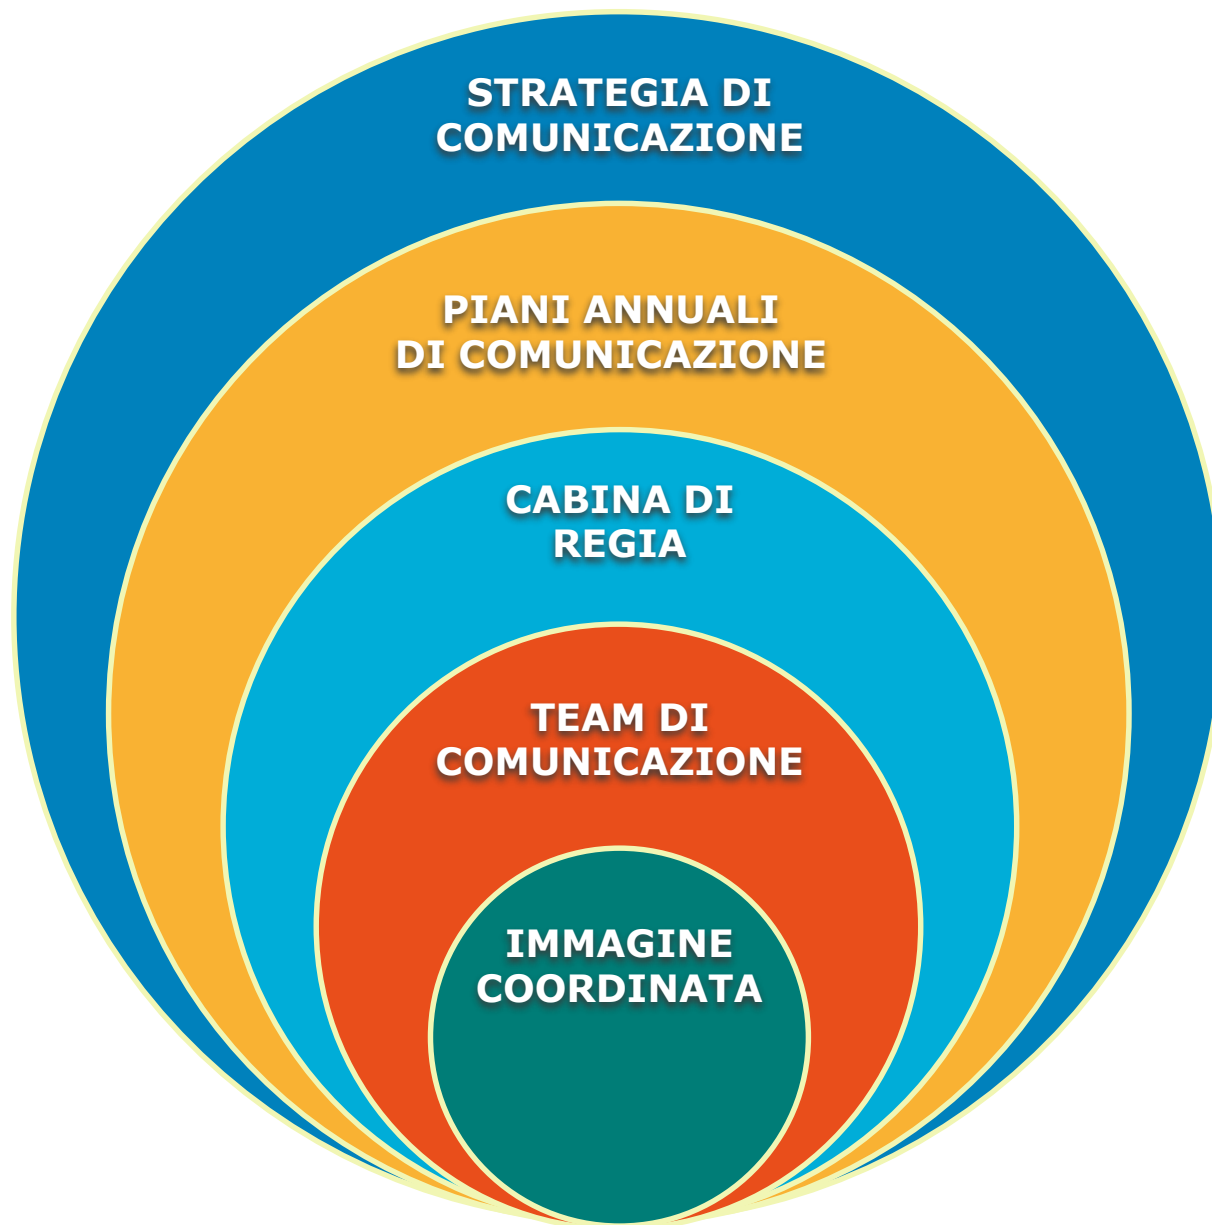 STRATEGIA DI
COMUNICAZIONE
PIANI ANNUALI
DI COMUNICAZIONE
CABINA DI
REGIA
TEAM DI
COMUNICAZIONE
IMMAGINE
COORDINATA